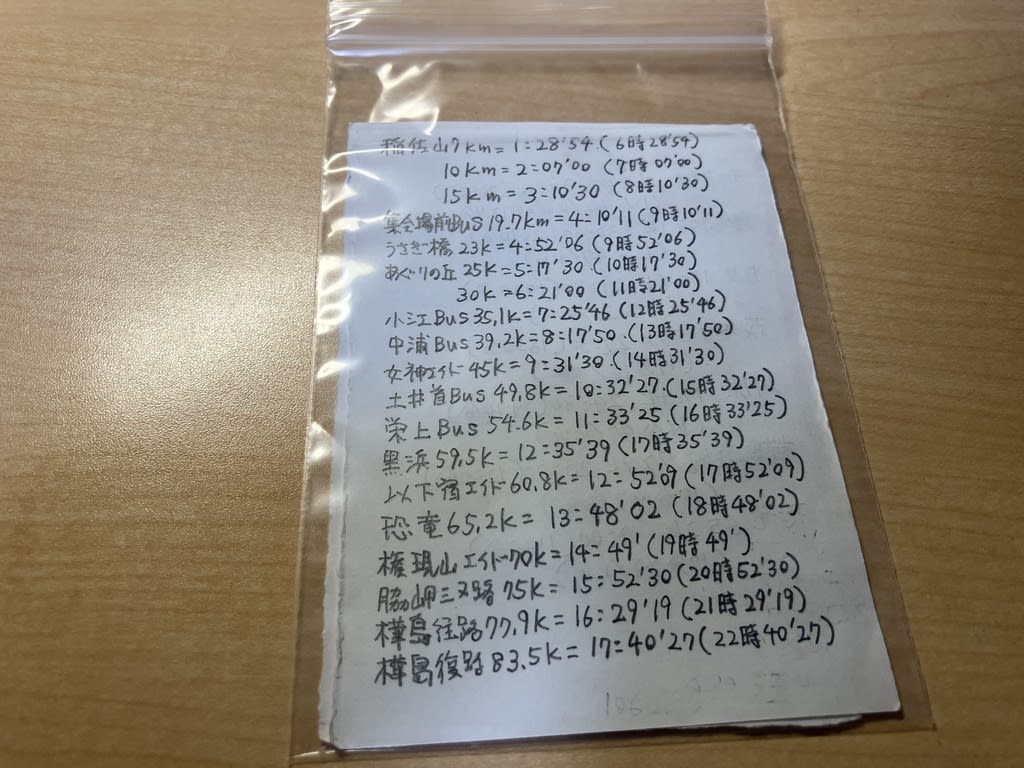 稲佐山7km=1:28'54.(6時28'54)
10km=2:07'00 (7時07'00)
15km=3:10'30 (8時10'30)
集会場前BUS 19.7km=4:10'11 (9時10'11)
うさぎ橋 23k=4:52'06 (9時52'06)
あぐりの丘 25k=5:17'30.(10時17'30)
30k=6:21'00 (11時21'00)
小江Bus 35,1k=7:25'46 (12時25'46)
中浦Bus 39,2k=8:17'50.(13時17'50)
女神エイド 45k=9:31'30 (14時31'30)
土井首Bus 49,8k=10:32'27(15時32'27)
栄上Bus 54.6k=11:33'25 (16時33'25)
黒浜 59,5k=12:35'39 (17時35'39)
以下宿エイド60,8k=12:52'09 (17時52'09)
恐竜 65,2k=13:48'02 (18時48'02)
権現山エイド70k=14:49' (19時49')
脇岬三叉路 75k=15:52'30 (20時52'30)
樺島往路77,9k=16:29'19 (21時29'19)
樺島復路 83,5k=17:40'27(22時40'27)